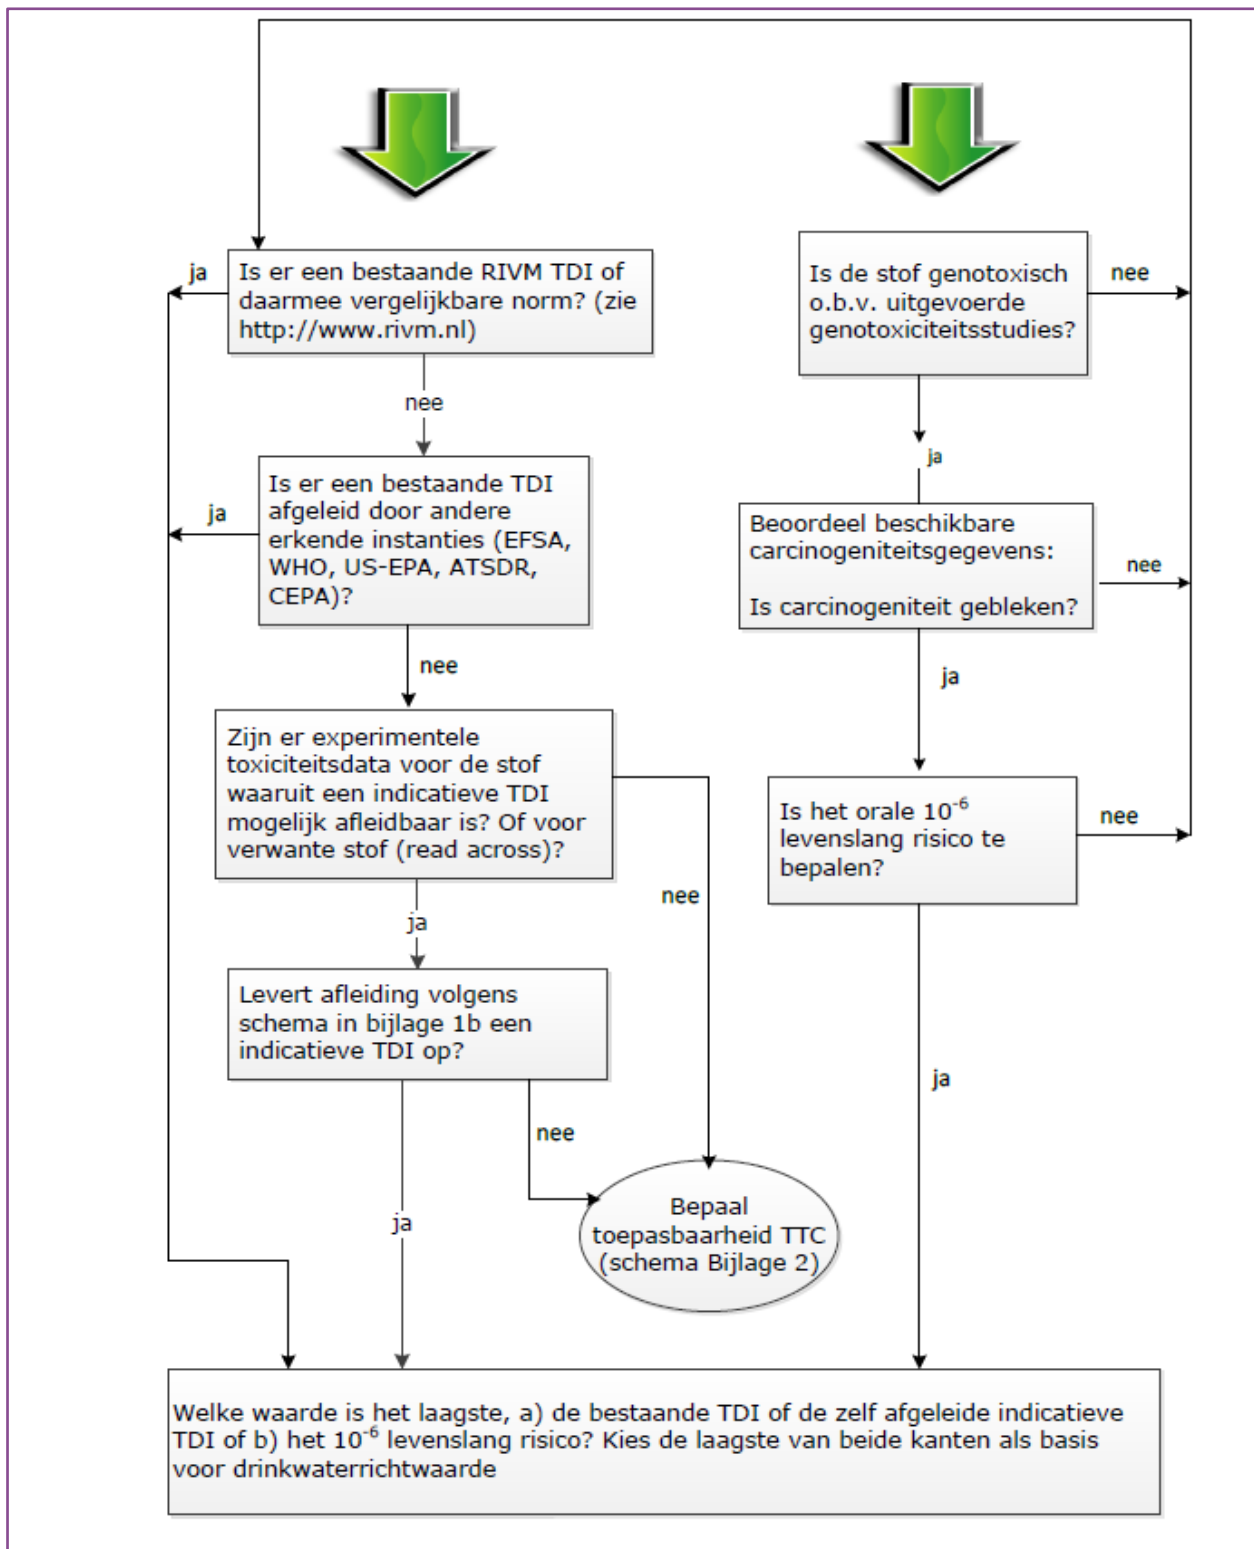 ja
Is er een bestaande RIVM TDI of
daarmee vergelijkbare norm? (zie
http://www.rivm.nl)
nee
Is er een bestaande TDI
afgeleid door andere
erkende instanties (EFSA,
WHO, US-EPA, ATSDR,
CEPA)?
ja
nee
Zijn er experimentele
toxiciteitsdata voor de stof
waaruit een indicatieve TDI
mogelijk afleidbaar is? Of voor
verwante stof (read across)?
nee
ja
Levert afleiding volgens
schema in bijlage 1b een
indicatieve TDI op?
nee
ja
Bepaal
toepasbaarheid TTC
(schema Bijlage 2)
Is de stof genotoxisch
o.b.v. uitgevoerde
genotoxiciteitsstudies?
nee
ja
Beoordeel beschikbare
carcinogeniteitsgegevens:
Is carcinogeniteit gebleken?
nee
ja
Is het orale 10⁻⁶
levenslang risico te
bepalen?
nee
ja
Welke waarde is het laagste, a) de bestaande TDI of de zelf afgeleide indicatieve
TDI of b) het 10⁻⁶ levenslang risico? Kies de laagste van beide kanten als basis
voor drinkwaterrichtwaarde